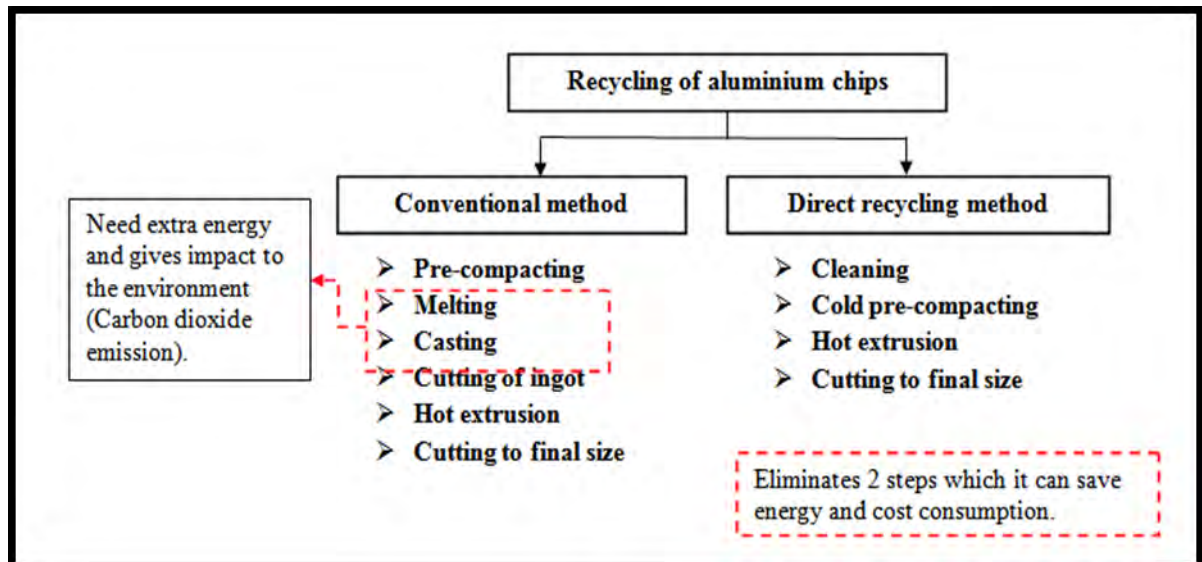 Recycling of aluminium chips
Conventional method
Direct recycling method
Need extra energy
and gives impact to
the environment
(Carbon dioxide
emission).
➢ Pre-compacting
➢ Melting
➢ Casting
➢ Cutting of ingot
➢ Hot extrusion
➢ Cutting to final size
➢ Cleaning
➢ Cold pre-compacting
➢ Hot extrusion
➢ Cutting to final size
Eliminates 2 steps which it can save
energy and cost consumption.